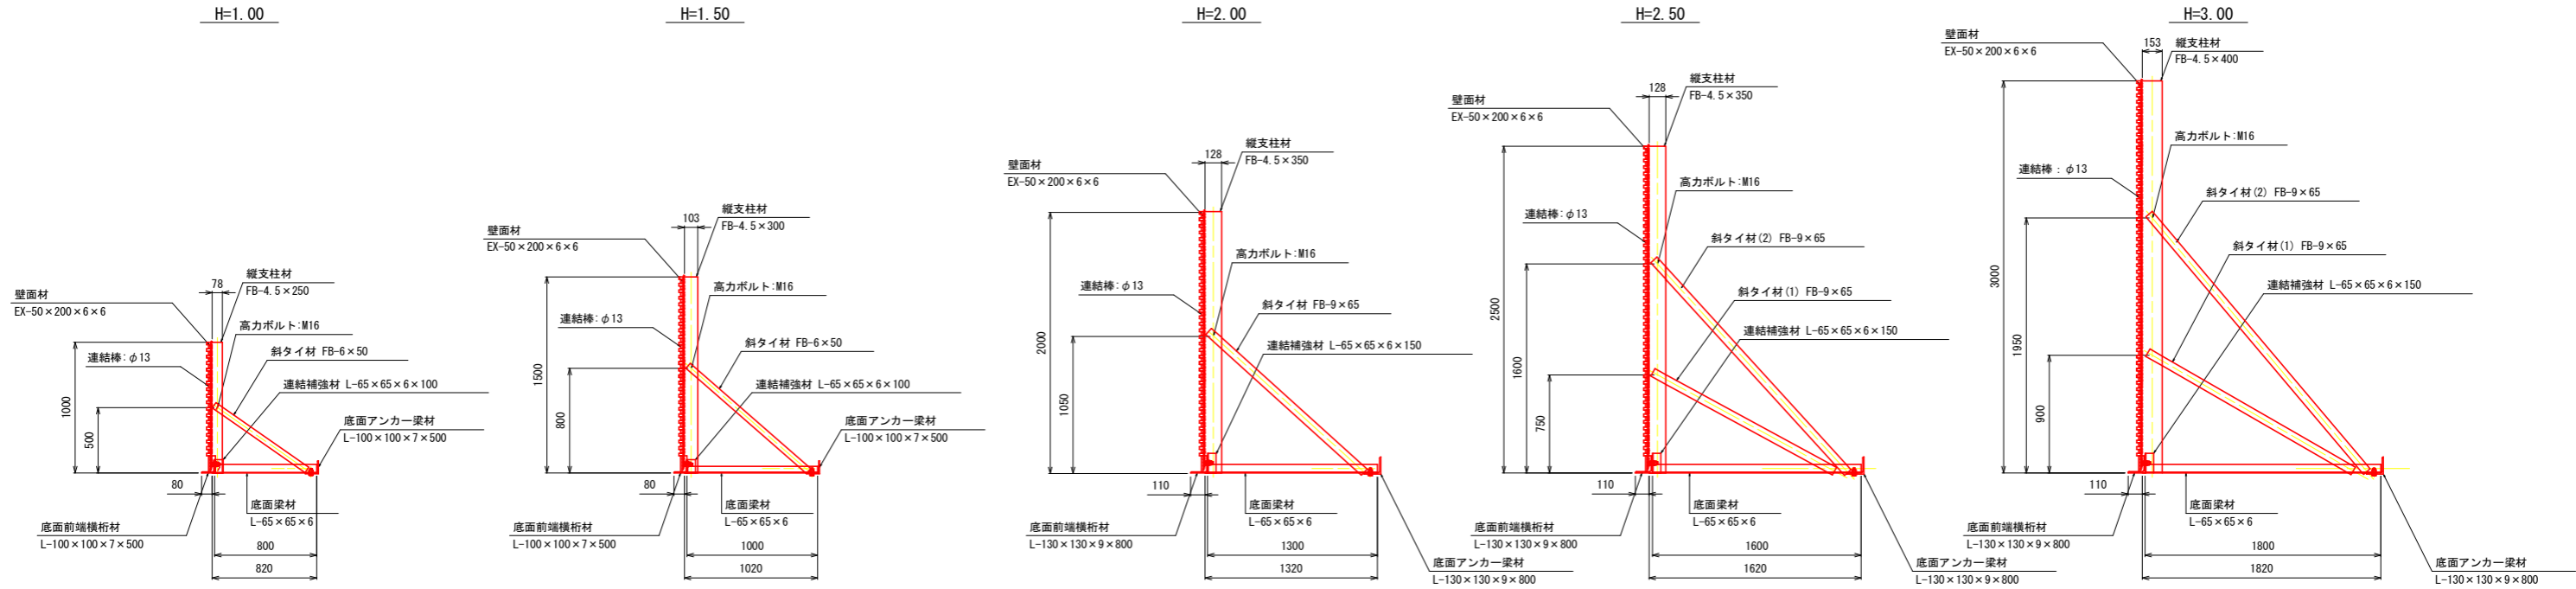 H=1.00
78
縦支柱材
FB-4.5×250
壁面材
EX-50×200×6×6
高力ボルト:M16
連結棒:φ13
斜タイ材 FB-6×50
連結補強材 L-65×65×6×100
1000
500
底面アンカー梁材
L-100×100×7×500
80
底面梁材
L-65×65×6
底面前端横桁材
L-100×100×7×500
800
820
H=1.50
103
縦支柱材
FB-4.5×300
壁面材
EX-50×200×6×6
高力ボルト:M16
連結棒:φ13
斜タイ材 FB-6×50
連結補強材 L-65×65×6×100
1500
800
底面アンカー梁材
L-100×100×7×500
80
底面梁材
L-65×65×6
底面前端横桁材
L-100×100×7×500
1000
1020
H=2.00
128
縦支柱材
FB-4.5×350
壁面材
EX-50×200×6×6
高力ボルト:M16
連結棒:φ13
斜タイ材 FB-9×65
連結補強材 L-65×65×6×150
2000
1050
110
底面梁材
L-65×65×6
底面前端横桁材
L-130×130×9×800
1300
1320
底面アンカー梁材
L-130×130×9×800
H=2.50
128
縦支柱材
FB-4.5×350
壁面材
EX-50×200×6×6
高力ボルト:M16
連結棒:φ13
斜タイ材(2) FB-9×65
斜タイ材(1) FB-9×65
連結補強材 L-65×65×6×150
2500
1600
750
110
底面梁材
L-65×65×6
底面前端横桁材
L-130×130×9×800
1600
1620
底面アンカー梁材
L-130×130×9×800
H=3.00
153
縦支柱材
FB-4.5×400
壁面材
EX-50×200×6×6
高力ボルト:M16
連結棒:φ13
斜タイ材(2) FB-9×65
斜タイ材(1) FB-9×65
連結補強材 L-65×65×6×150
3000
1950
900
110
底面梁材
L-65×65×6
底面前端横桁材
L-130×130×9×800
1800
1820
底面アンカー梁材
L-130×130×9×800